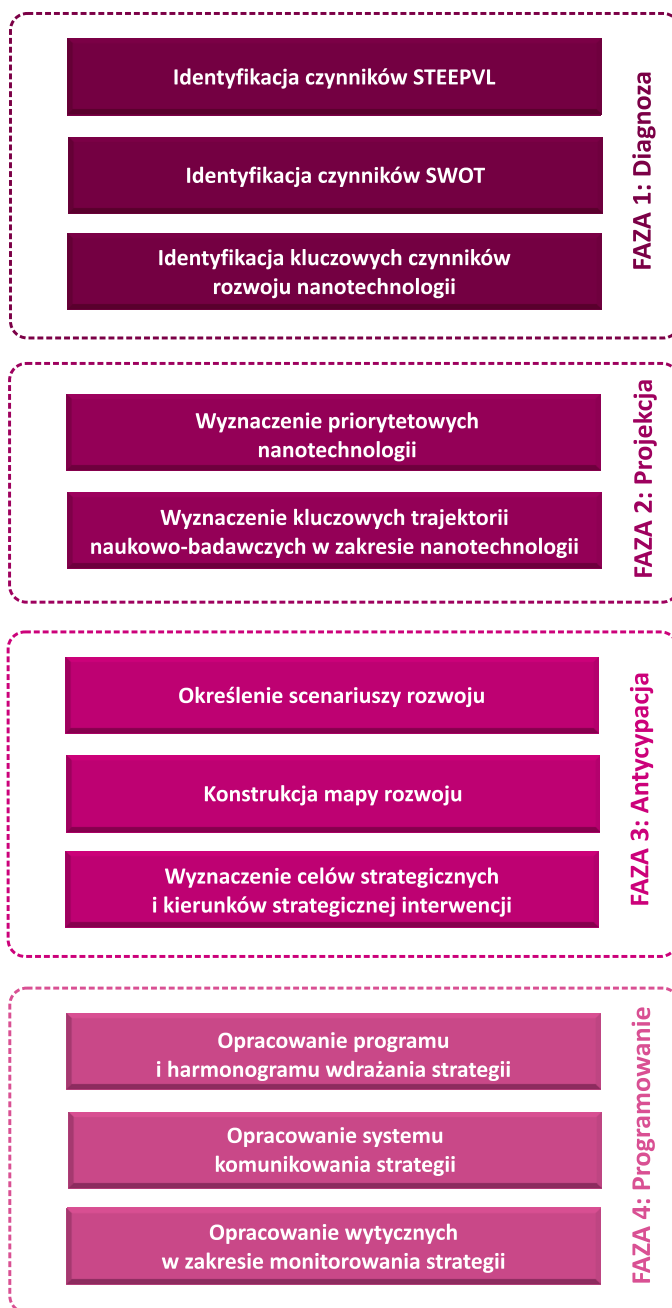 Identyfikacja czynników STEEPVL
Identyfikacja czynników SWOT
Identyfikacja kluczowych czynników
rozwoju nanotechnologii
FAZA 1: Diagnoza
Wyznaczenie priorytetowych
nanotechnologii
Wyznaczenie kluczowych trajektorii
naukowo-badawczych w zakresie nanotechnologii
FAZA 2: Projekcja
Określenie scenariuszy rozwoju
Konstrukcja mapy rozwoju
Wyznaczenie celów strategicznych
i kierunków strategicznej interwencji
FAZA 3: Antycypacja
Opracowanie programu
i harmonogramu wdrażania strategii
Opracowanie systemu
komunikowania strategii
Opracowanie wytycznych
w zakresie monitorowania strategii
FAZA 4: Programowanie